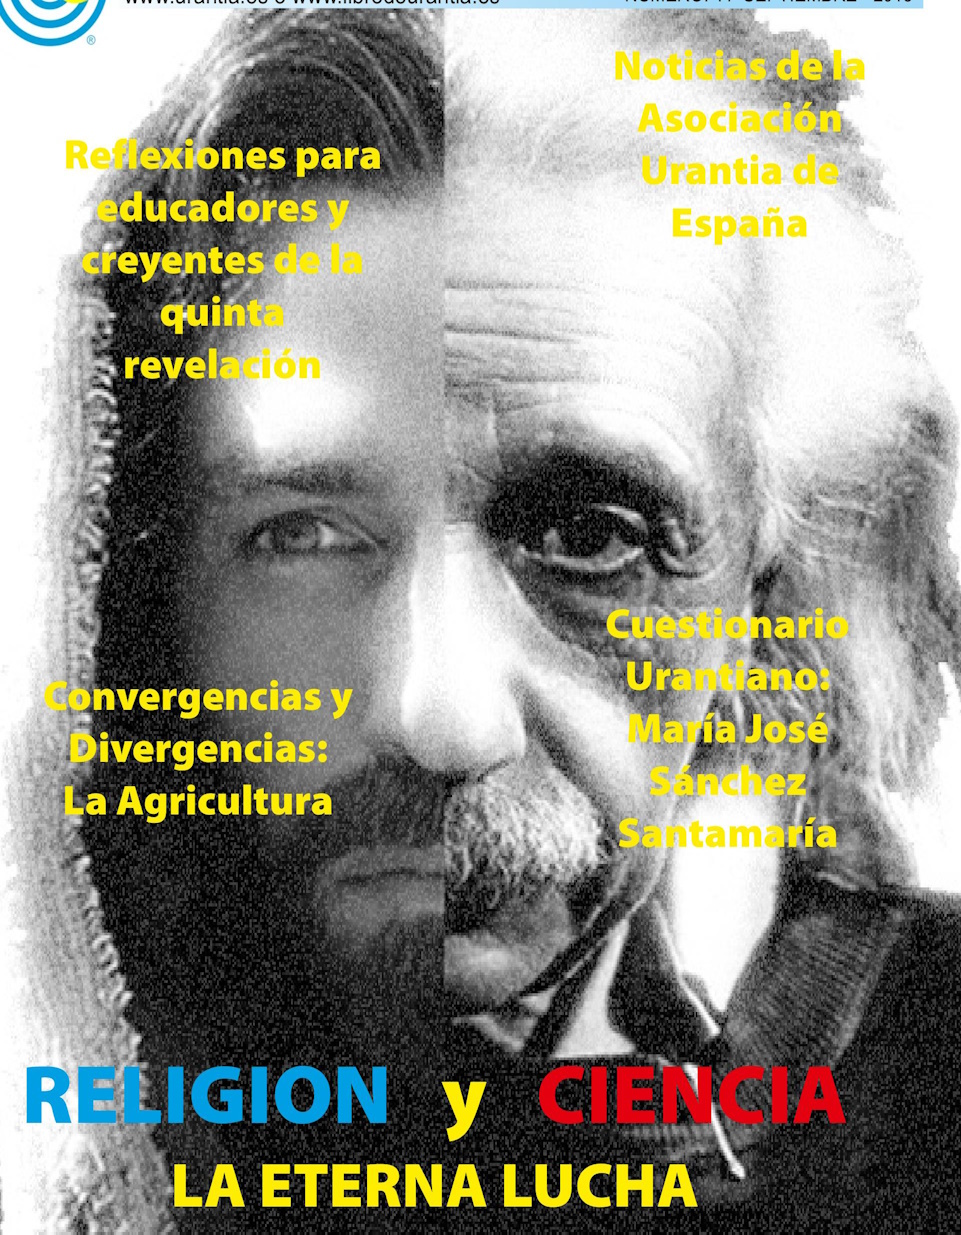 Noticias de la
Asociación
Urantia de
España
Reflexiones para
educadores y
creyentes de la
quinta
revelación
Cuestionario
Urantiano:
María José
Sánchez
Santamaría
Convergencias y
Divergencias:
La Agricultura
RELIGION y CIENCIA
LA ETERNA LUCHA